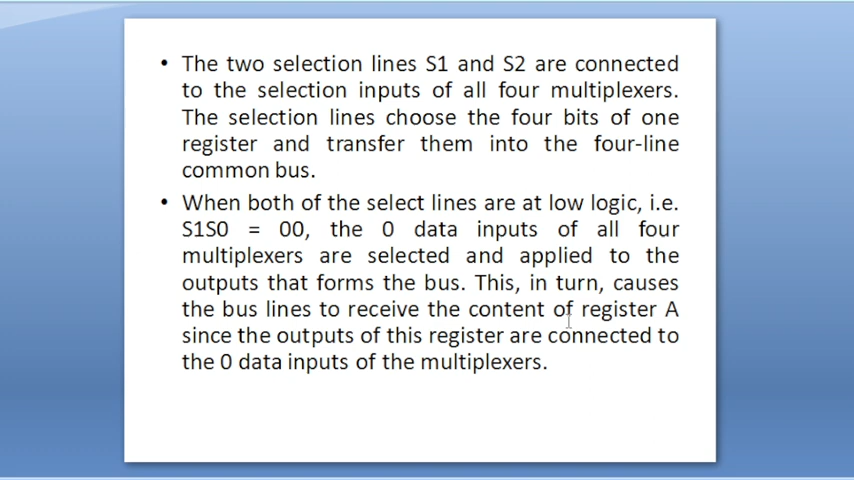 • The two selection lines S1 and S2 are connected
to the selection inputs of all four multiplexers.
The selection lines choose the four bits of one
register and transfer them into the four-line
common bus.
• When both of the select lines are at low logic, i.e.
S1S0 = 00, the 0 data inputs of all four
multiplexers are selected and applied to the
outputs that forms the bus. This, in turn, causes
the bus lines to receive the content of register A
since the outputs of this register are connected to
the 0 data inputs of the multiplexers.